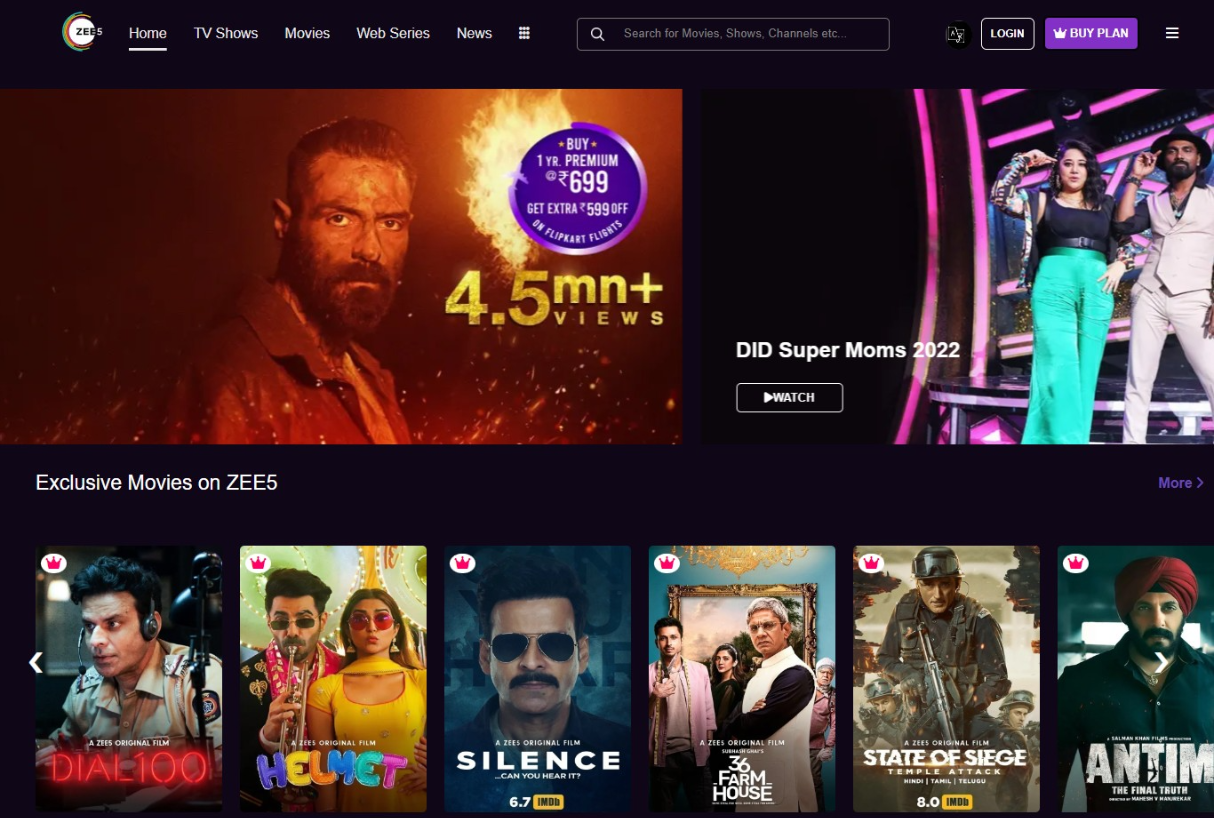 ZEE5
Home
TV Shows
Movies
Web Series
News
Search for Movies, Shows, Channels etc...
LOGIN
BUY PLAN
BUY
1 YR. PREMIUM
@₹699
GET EXTRA ₹599 OFF
ON FLIPKART FLIGHTS
4.5mn+
VIEWS
DID Super Moms 2022
WATCH
Exclusive Movies on ZEE5
More
A ZEE5 ORIGINAL FILM
DIAL100
A ZEE5 ORIGINAL FILM
HELMET
A ZEE5 ORIGINAL FILM
SILENCE
...CAN YOU HEAR IT?
6.7 IMDb
A ZEE5 ORIGINAL FILM
SUBHASH GHAI'S
36
FARM
HOUSE
A ZEE5 ORIGINAL FILM
STATE OF SIEGE
TEMPLE ATTACK
HINDI | TAMIL | TELUGU
8.0 IMDb
A SALMAN KHAN FILMS PRODUCTION
ANTIM
THE FINAL TRUTH
DIRECTED BY MAHESH V MANJREKAR